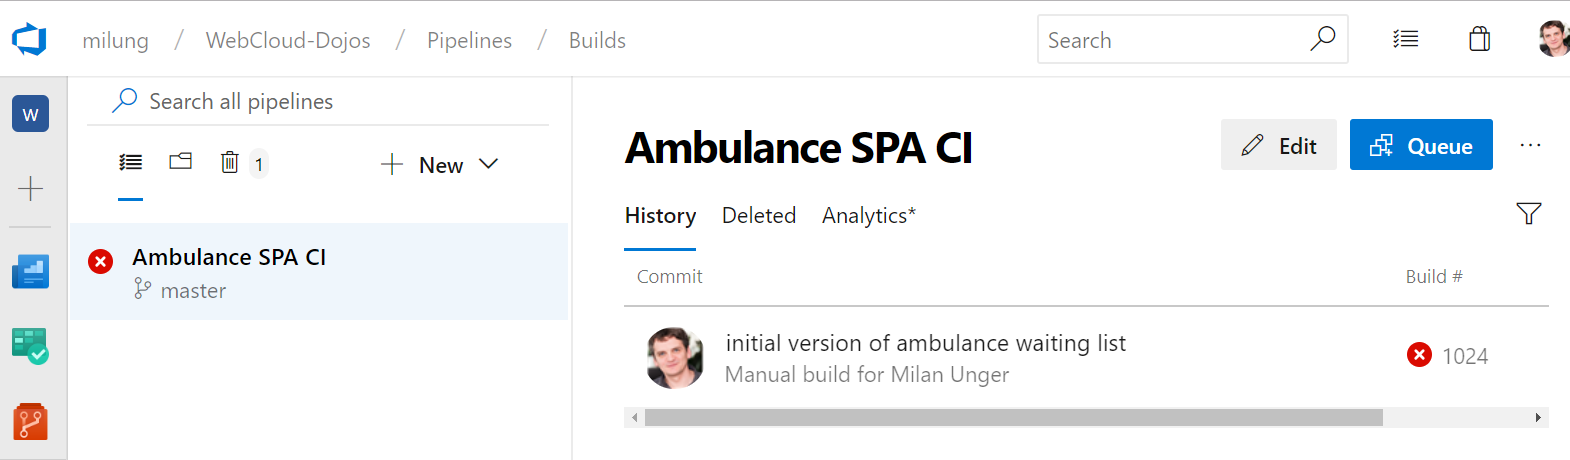 milung / WebCloud-Dojos / Pipelines / Builds
Search
W
Search all pipelines
1
New
Ambulance SPA CI
master
Ambulance SPA CI
Edit
Queue
...
History
Deleted
Analytics*
Commit
Build #
initial version of ambulance waiting list
Manual build for Milan Unger
1024